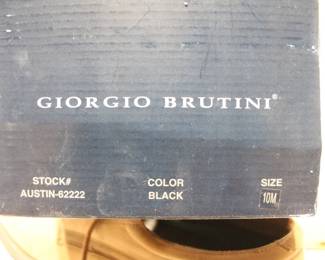 GIORGIO BRUTINI®
STOCK# COLOR SIZE
AUSTIN-62222 BLACK 10M